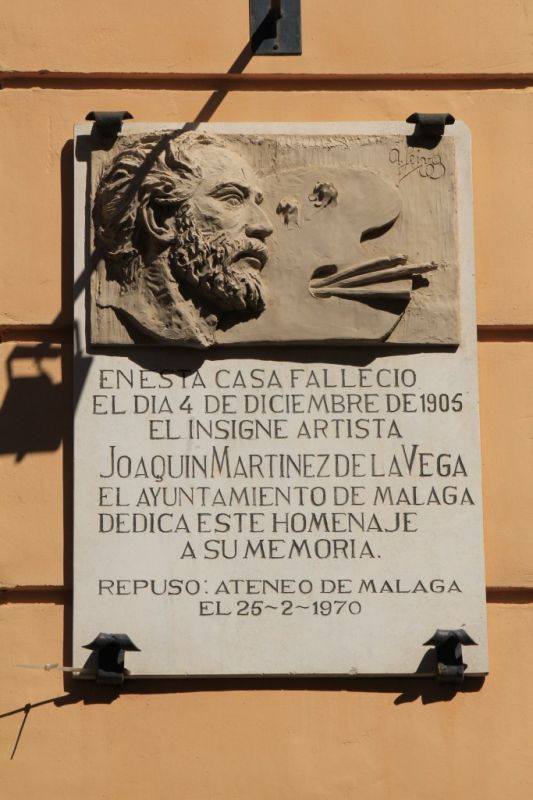 EN ESTA CASA FALLECIO
EL DIA 4 DE DICIEMBRE DE 1905
EL INSIGNE ARTISTA
JOAQUIN MARTINEZ DE LA VEGA
EL AYUNTAMIENTO DE MALAGA
DEDICA ESTE HOMENAJE
A SU MEMORIA.
REPUSO: ATENEO DE MALAGA
EL 25~2~1970